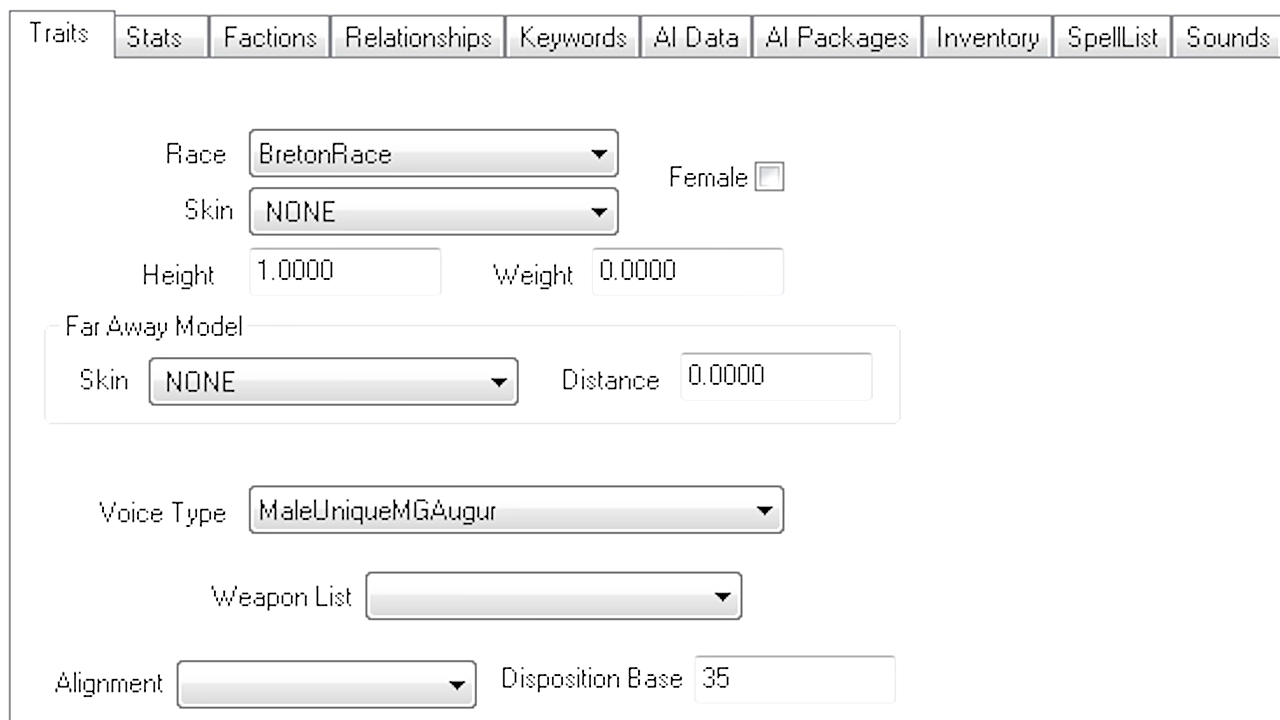 Traits Stats Factions Relationships Keywords AI Data AI Packages Inventory SpellList Sounds
Race BretonRace
Female
Skin NONE
Height 1.0000 Weight 0.0000
Far Away Model
Skin NONE Distance 0.0000
Voice Type MaleUniqueMGAugur
Weapon List
Alignment Disposition Base 35